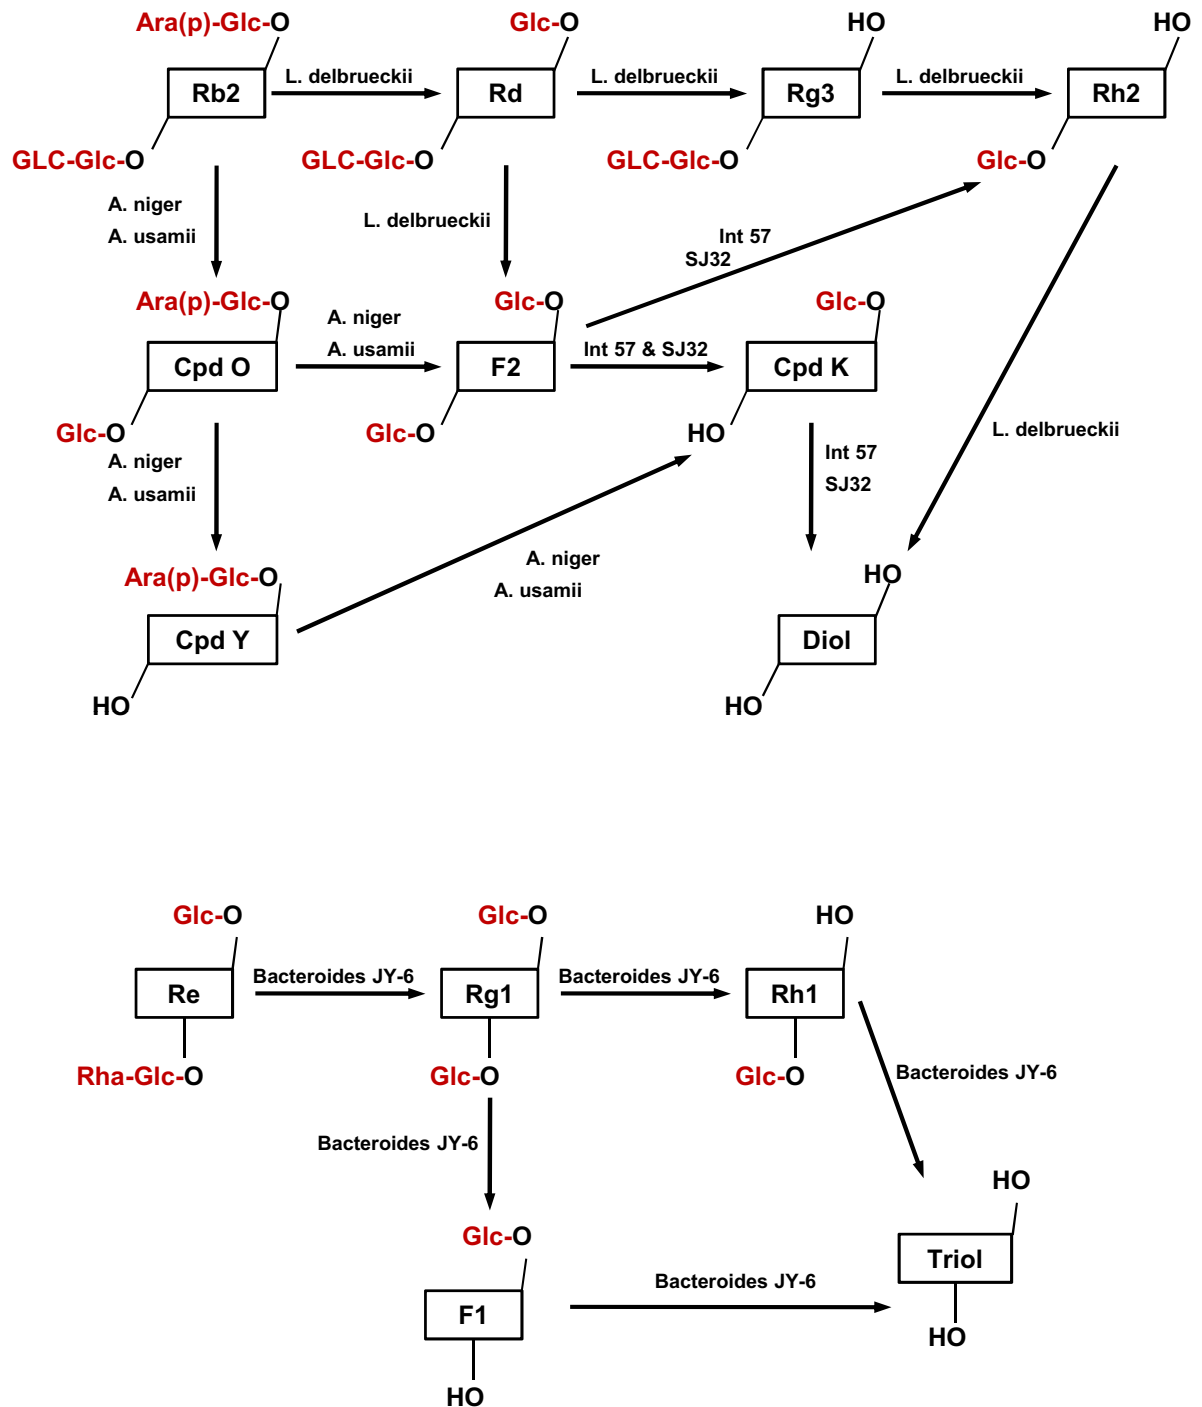 Ara(p)-Glc-O
Glc-O
HO
HO
L. delbrueckii
L. delbrueckii
L. delbrueckii
Rb2
Rd
Rg3
Rh2
GLC-Glc-O
GLC-Glc-O
GLC-Glc-O
Glc-O
A. niger
A. usamii
L. delbrueckii
Int 57
SJ32
Ara(p)-Glc-O
Glc-O
Glc-O
A. niger
A. usamii
Int 57 & SJ32
Cpd O
F2
Cpd K
Glc-O
Glc-O
HO
L. delbrueckii
A. niger
A. usamii
Int 57
SJ32
A. niger
A. usamii
Ara(p)-Glc-O
HO
Cpd Y
Diol
HO
HO
Glc-O
Glc-O
HO
Bacteroides JY-6
Bacteroides JY-6
Re
Rg1
Rh1
Rha-Glc-O
Glc-O
Glc-O
Bacteroides JY-6
Bacteroides JY-6
HO
Glc-O
Triol
Bacteroides JY-6
F1
HO
HO